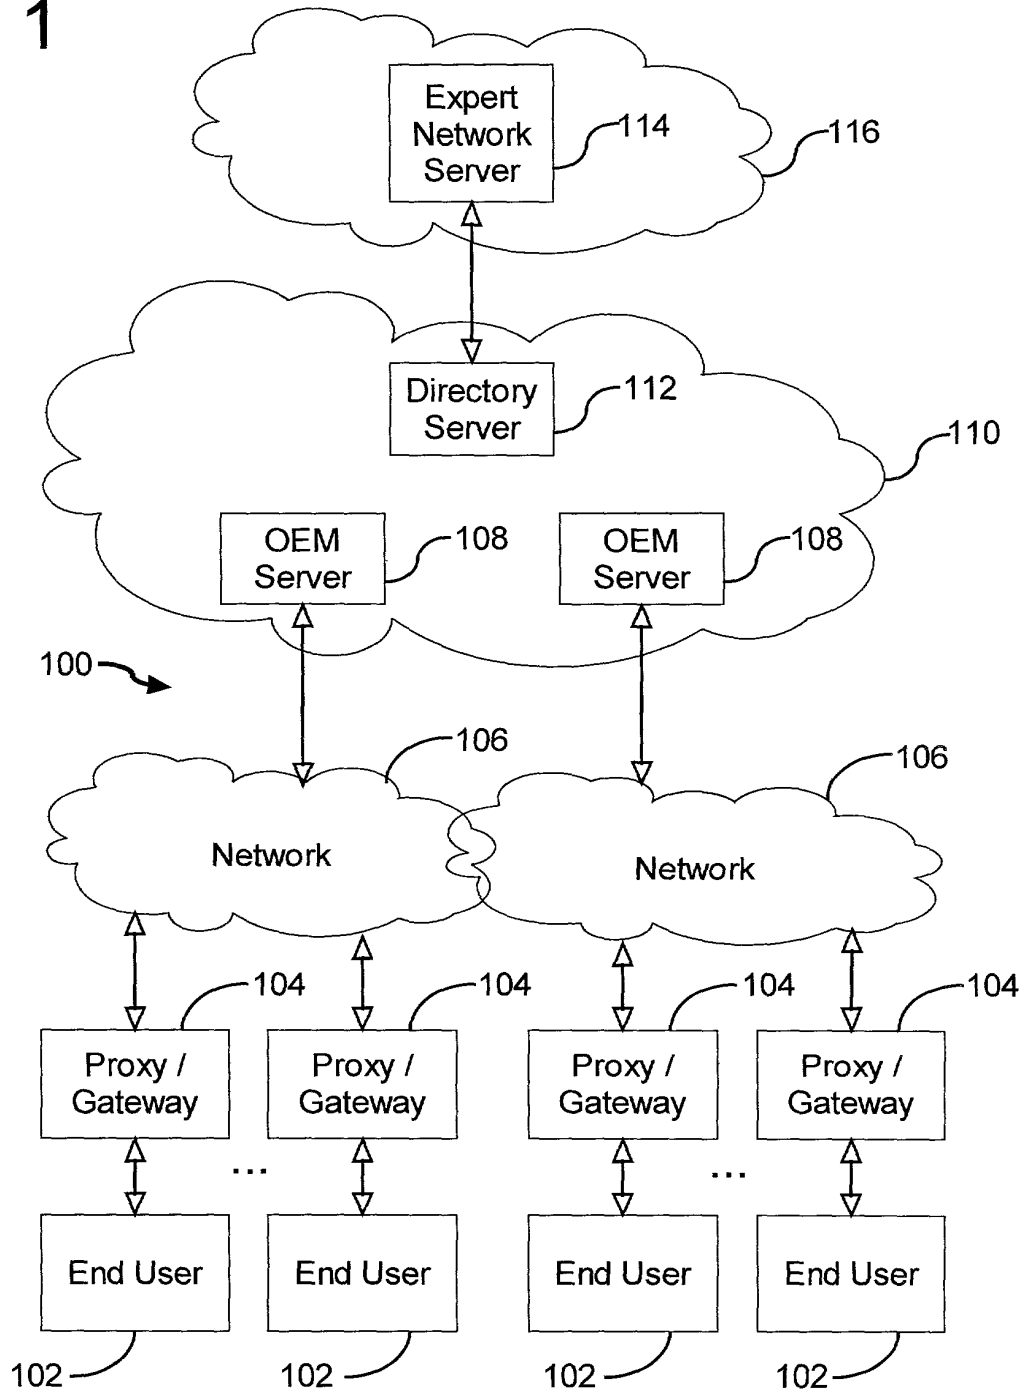 1
Expert
Network
Server
114
116
Directory
Server
112
110
OEM
Server
108
OEM
Server
108
100
106
106
Network
Network
104
104
104
104
Proxy /
Gateway
Proxy /
Gateway
Proxy /
Gateway
Proxy /
Gateway
...
...
End User
End User
End User
End User
102
102
102
102